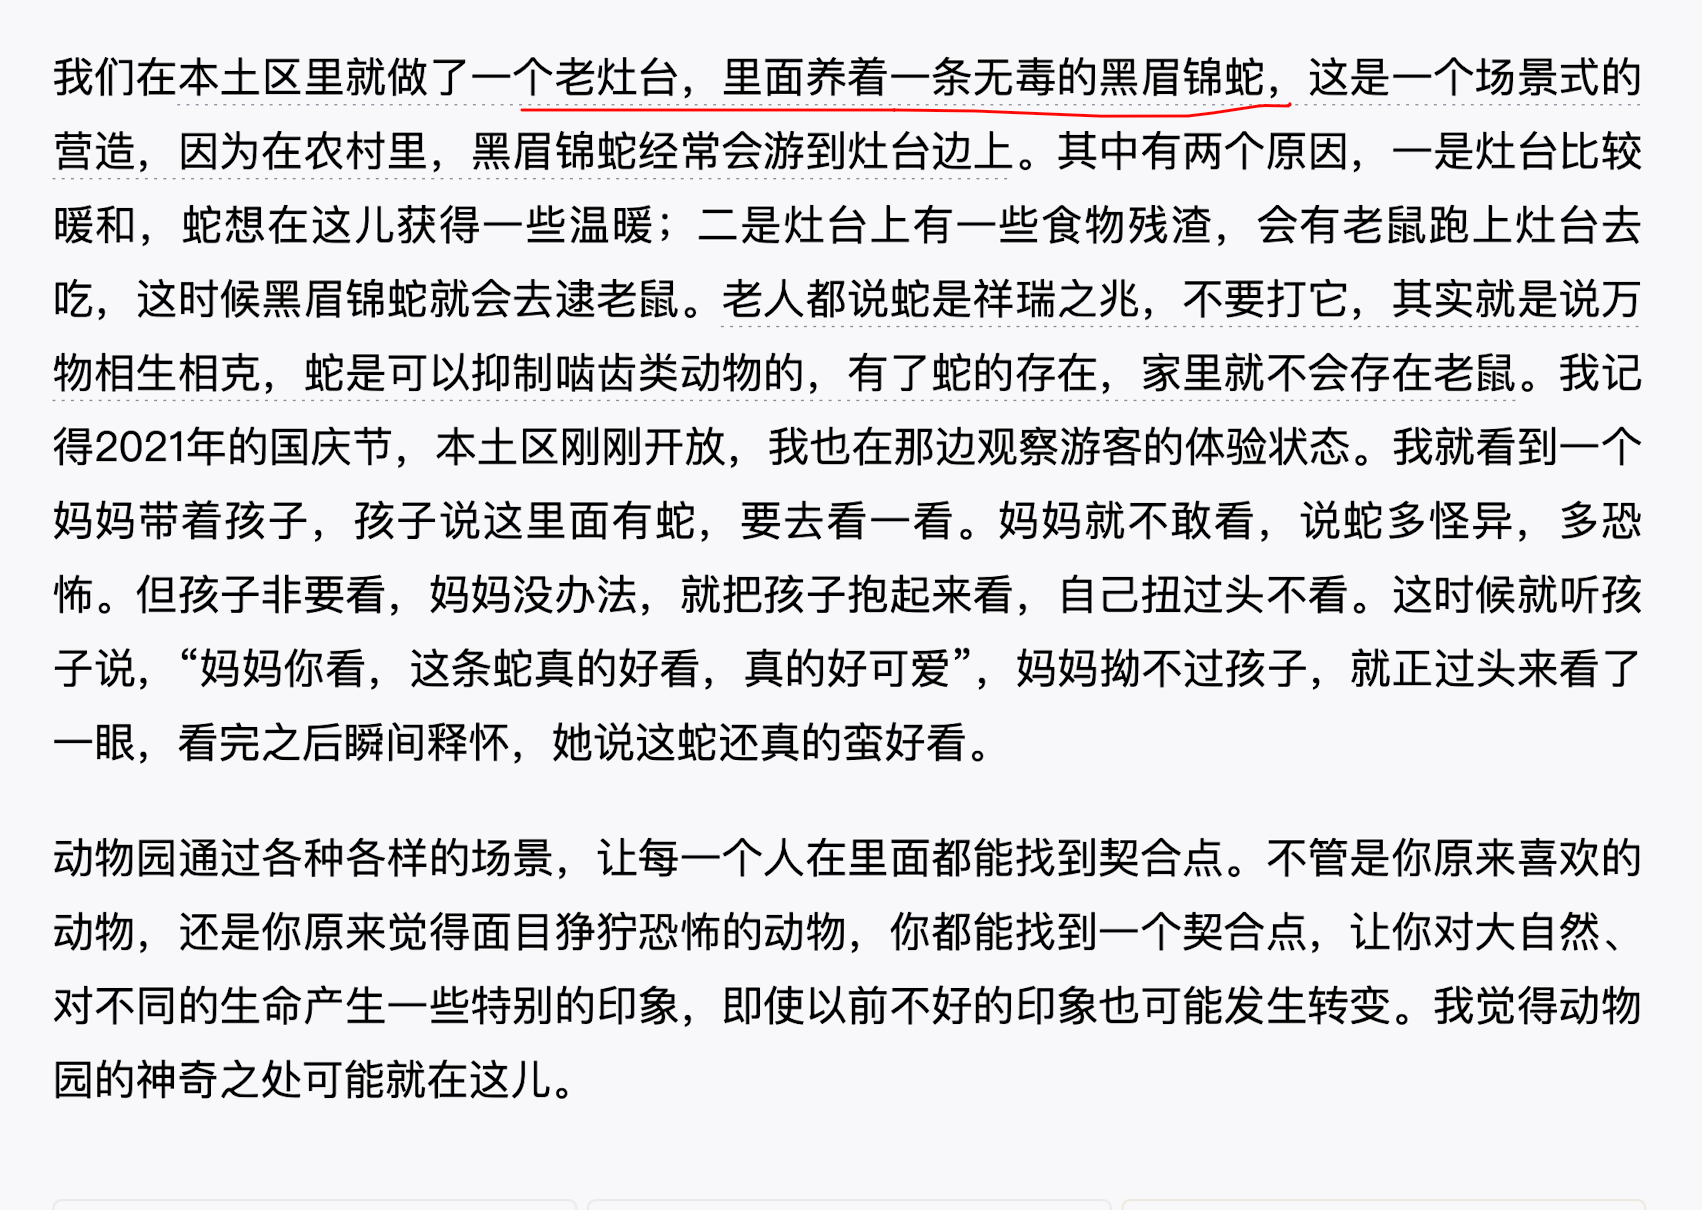 我们在本土区里就做了一个老灶台，里面养着一条无毒的黑眉锦蛇，这是一个场景式的
营造，因为在农村里，黑眉锦蛇经常会游到灶台边上。其中有两个原因，一是灶台比较
暖和，蛇想在这儿获得一些温暖；二是灶台上有一些食物残渣，会有老鼠跑上灶台去
吃，这时候黑眉锦蛇就会去逮老鼠。老人都说蛇是祥瑞之兆，不要打它，其实就是说万
物相生相克，蛇是可以抑制啮齿类动物的，有了蛇的存在，家里就不会存在老鼠。我记
得2021年的国庆节，本土区刚刚开放，我也在那边观察游客的体验状态。我就看到一个
妈妈带着孩子，孩子说这里面有蛇，要去看一看。妈妈就不敢看，说蛇多怪异，多恐
怖。但孩子非要看，妈妈没办法，就把孩子抱起来看，自己扭过头不看。这时候就听孩
子说，“妈妈你看，这条蛇真的好看，真的好可爱”，妈妈拗不过孩子，就正过头来看了
一眼，看完之后瞬间释怀，她说这蛇还真的蛮好看。
动物园通过各种各样的场景，让每一个人在里面都能找到契合点。不管是你原来喜欢的
动物，还是你原来觉得面目狰狞恐怖的动物，你都能找到一个契合点，让你对大自然、
对不同的生命产生一些特别的印象，即使以前不好的印象也可能发生转变。我觉得动物
园的神奇之处可能就在这儿。